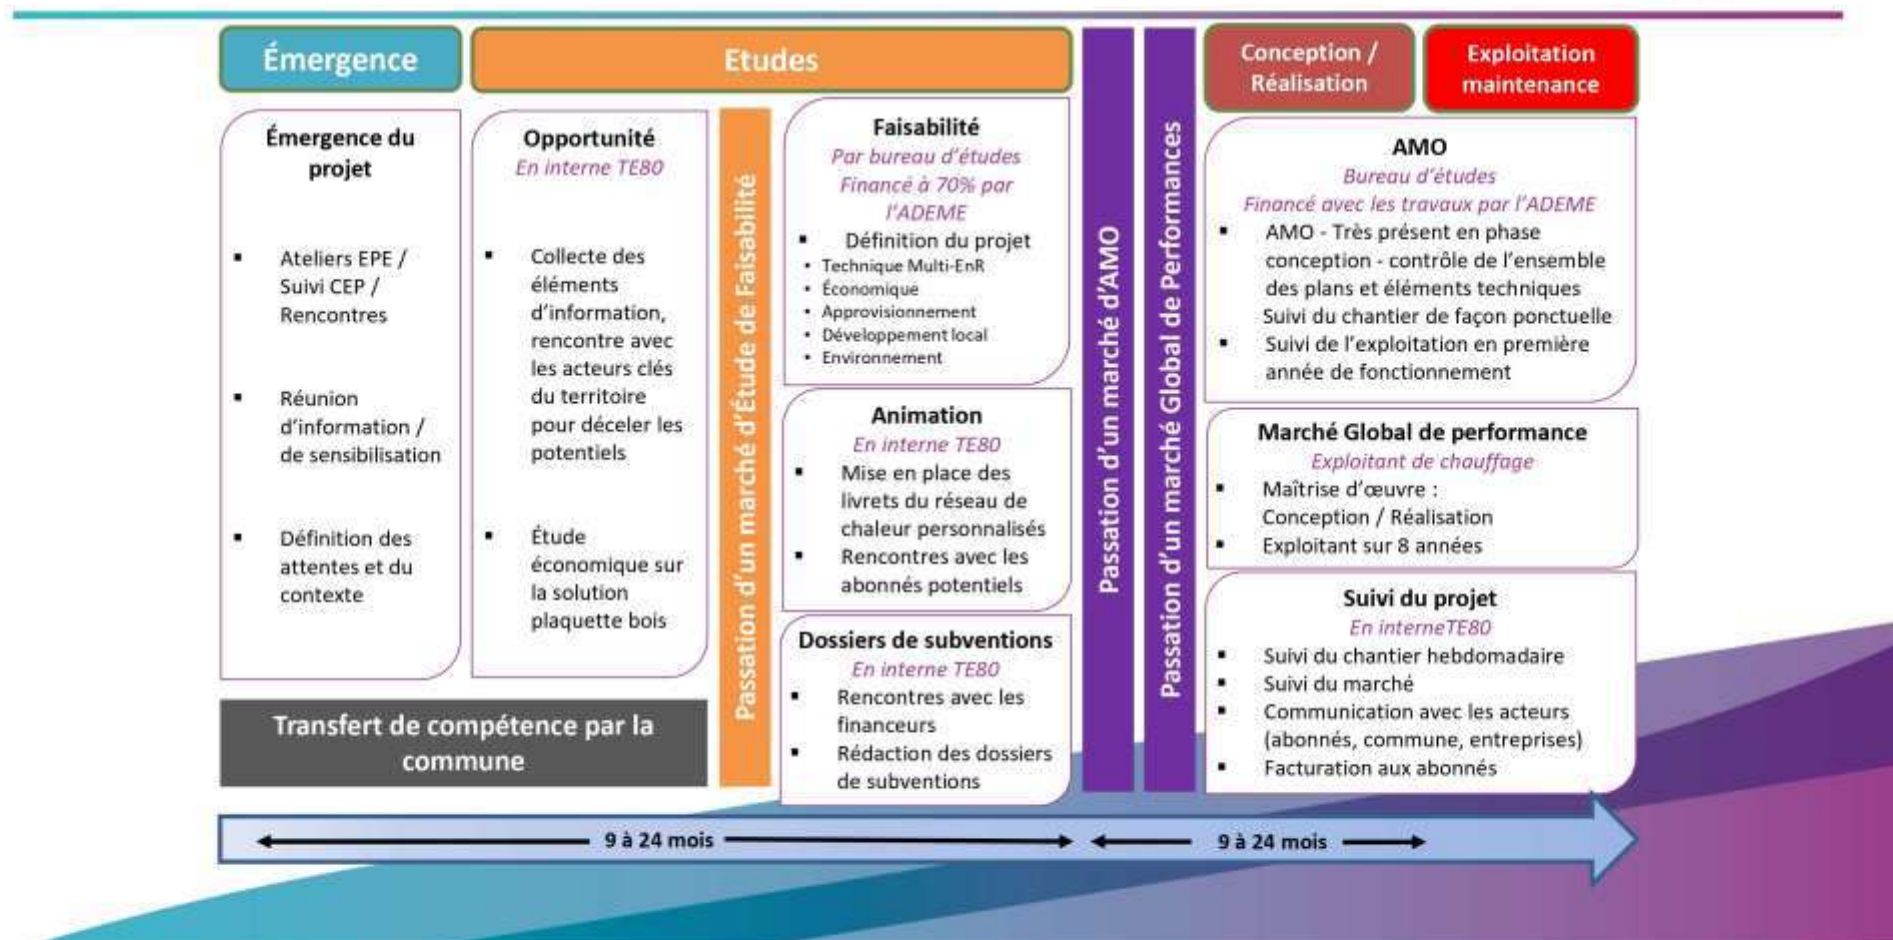 Émergence
Etudes
Conception /
Réalisation
Exploitation
maintenance
Émergence du
projet
▪ Ateliers EPE /
Suivi CEP /
Rencontres
▪ Réunion
d'information /
de sensibilisation
▪ Définition des
attentes et du
contexte
Opportunité
En interne TE80
▪ Collecte des
éléments
d'information,
rencontre avec
les acteurs clés
du territoire
pour déceler les
potentiels
▪ Étude
économique sur
la solution
plaquette bois
Transfert de compétence par la
commune
Passation d'un marché d'Étude de Faisabilité
Faisabilité
Par bureau d'études
Financé à 70% par
l'ADEME
▪ Définition du projet
• Technique Multi-EnR
• Économique
• Approvisionnement
• Développement local
• Environnement
Animation
En interne TE80
▪ Mise en place des
livrets du réseau de
chaleur personnalisés
▪ Rencontres avec les
abonnés potentiels
Dossiers de subventions
En interne TE80
▪ Rencontres avec les
financeurs
▪ Rédaction des dossiers
de subventions
Passation d'un marché d'AMO
Passation d'un marché Global de Performances
AMO
Bureau d'études
Financé avec les travaux par l'ADEME
▪ AMO - Très présent en phase
conception - contrôle de l'ensemble
des plans et éléments techniques
Suivi du chantier de façon ponctuelle
▪ Suivi de l'exploitation en première
année de fonctionnement
Marché Global de performance
Exploitant de chauffage
▪ Maîtrise d'œuvre :
Conception / Réalisation
▪ Exploitant sur 8 années
Suivi du projet
En interneTE80
▪ Suivi du chantier hebdomadaire
▪ Suivi du marché
▪ Communication avec les acteurs
(abonnés, commune, entreprises)
▪ Facturation aux abonnés
9 à 24 mois
9 à 24 mois